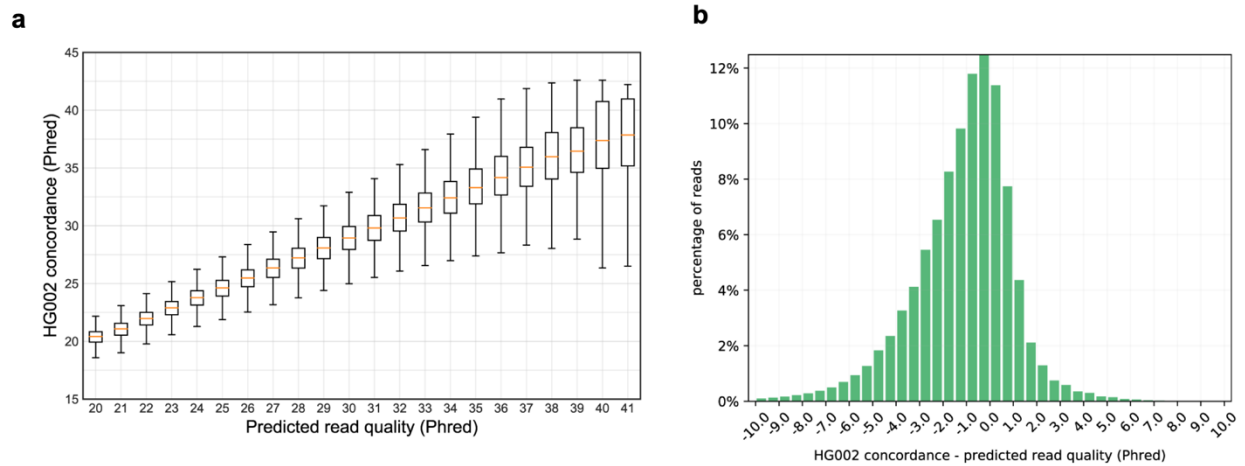 a
45
40
35
30
25
20
15
HG002 concordance (Phred)
20 21 22 23 24 25 26 27 28 29 30 31 32 33 34 35 36 37 38 39 40 41
Predicted read quality (Phred)
b
12%
10%
8%
6%
4%
2%
0%
percentage of reads
-10.0 -9.0 -8.0 -7.0 -6.0 -5.0 -4.0 -3.0 -2.0 -1.0 0.0 1.0 2.0 3.0 4.0 5.0 6.0 7.0 8.0 9.0 10.0
HG002 concordance - predicted read quality (Phred)